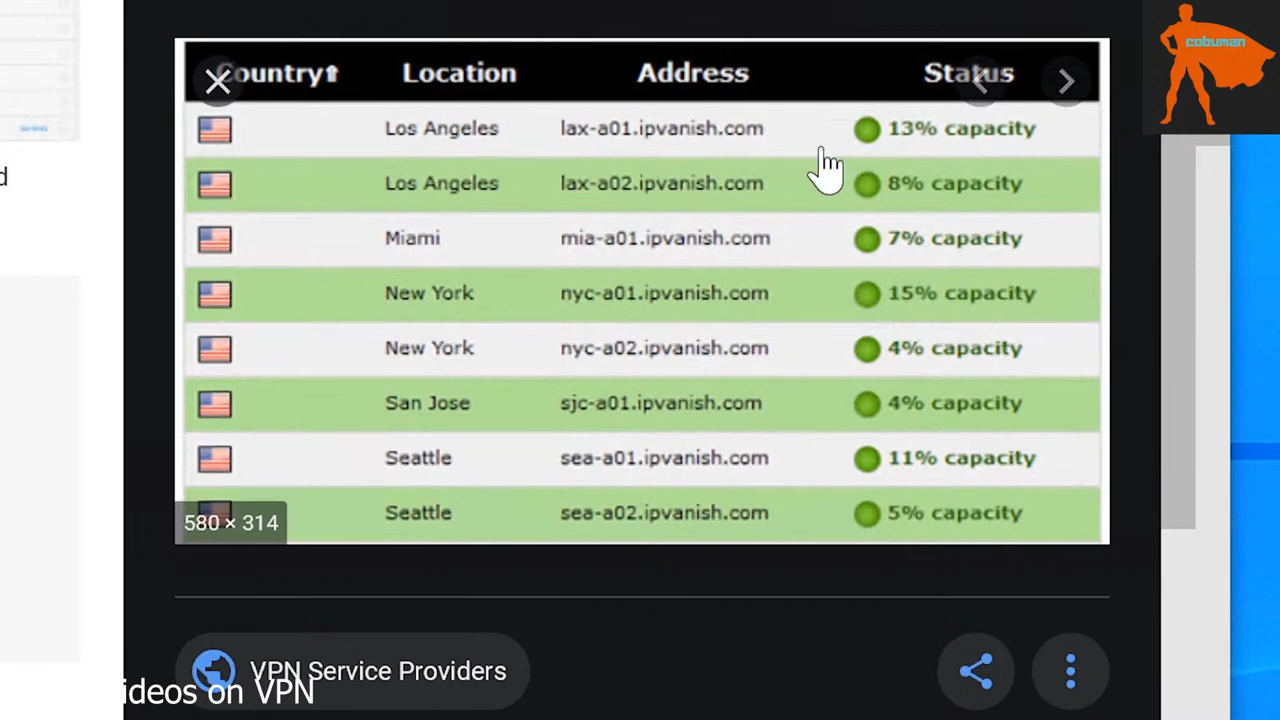 cobuman
Country⬆ Location Address Status
Los Angeles lax-a01.ipvanish.com 13% capacity
d
Los Angeles lax-a02.ipvanish.com 8% capacity
Miami mia-a01.ipvanish.com 7% capacity
New York nyc-a01.ipvanish.com 15% capacity
New York nyc-a02.ipvanish.com 4% capacity
San Jose sjc-a01.ipvanish.com 4% capacity
Seattle sea-a01.ipvanish.com 11% capacity
Seattle sea-a02.ipvanish.com 5% capacity
580 × 314
VPN Service Providers
ideos on VPN